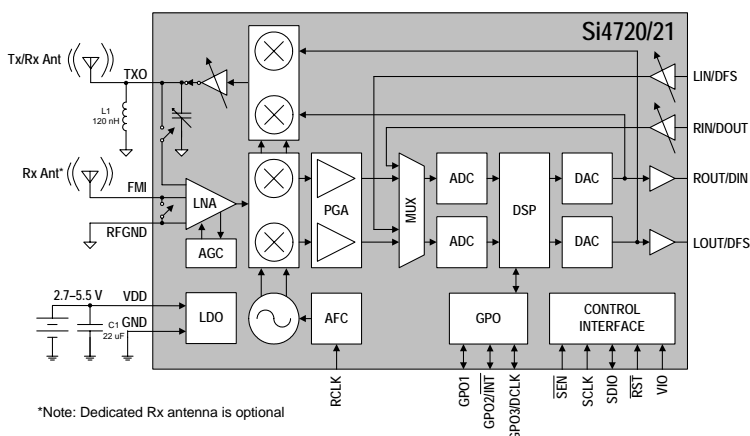 Si4720/21
Tx/Rx Ant
TXO
LIN/DFS
L1
120 nH
RIN/DOUT
Rx Ant*
FMI
LNA
PGA
MUX
ADC
DSP
DAC
ROUT/DIN
RFGND
AGC
ADC
DAC
LOUT/DFS
2.7–5.5 V
VDD
C1
22 uF
GND
LDO
AFC
GPO
CONTROL
INTERFACE
RCLK
GPO1
GPO2/INT
GPO3/DCLK
SEN
SCLK
SDIO
RST
VIO
*Note: Dedicated Rx antenna is optional